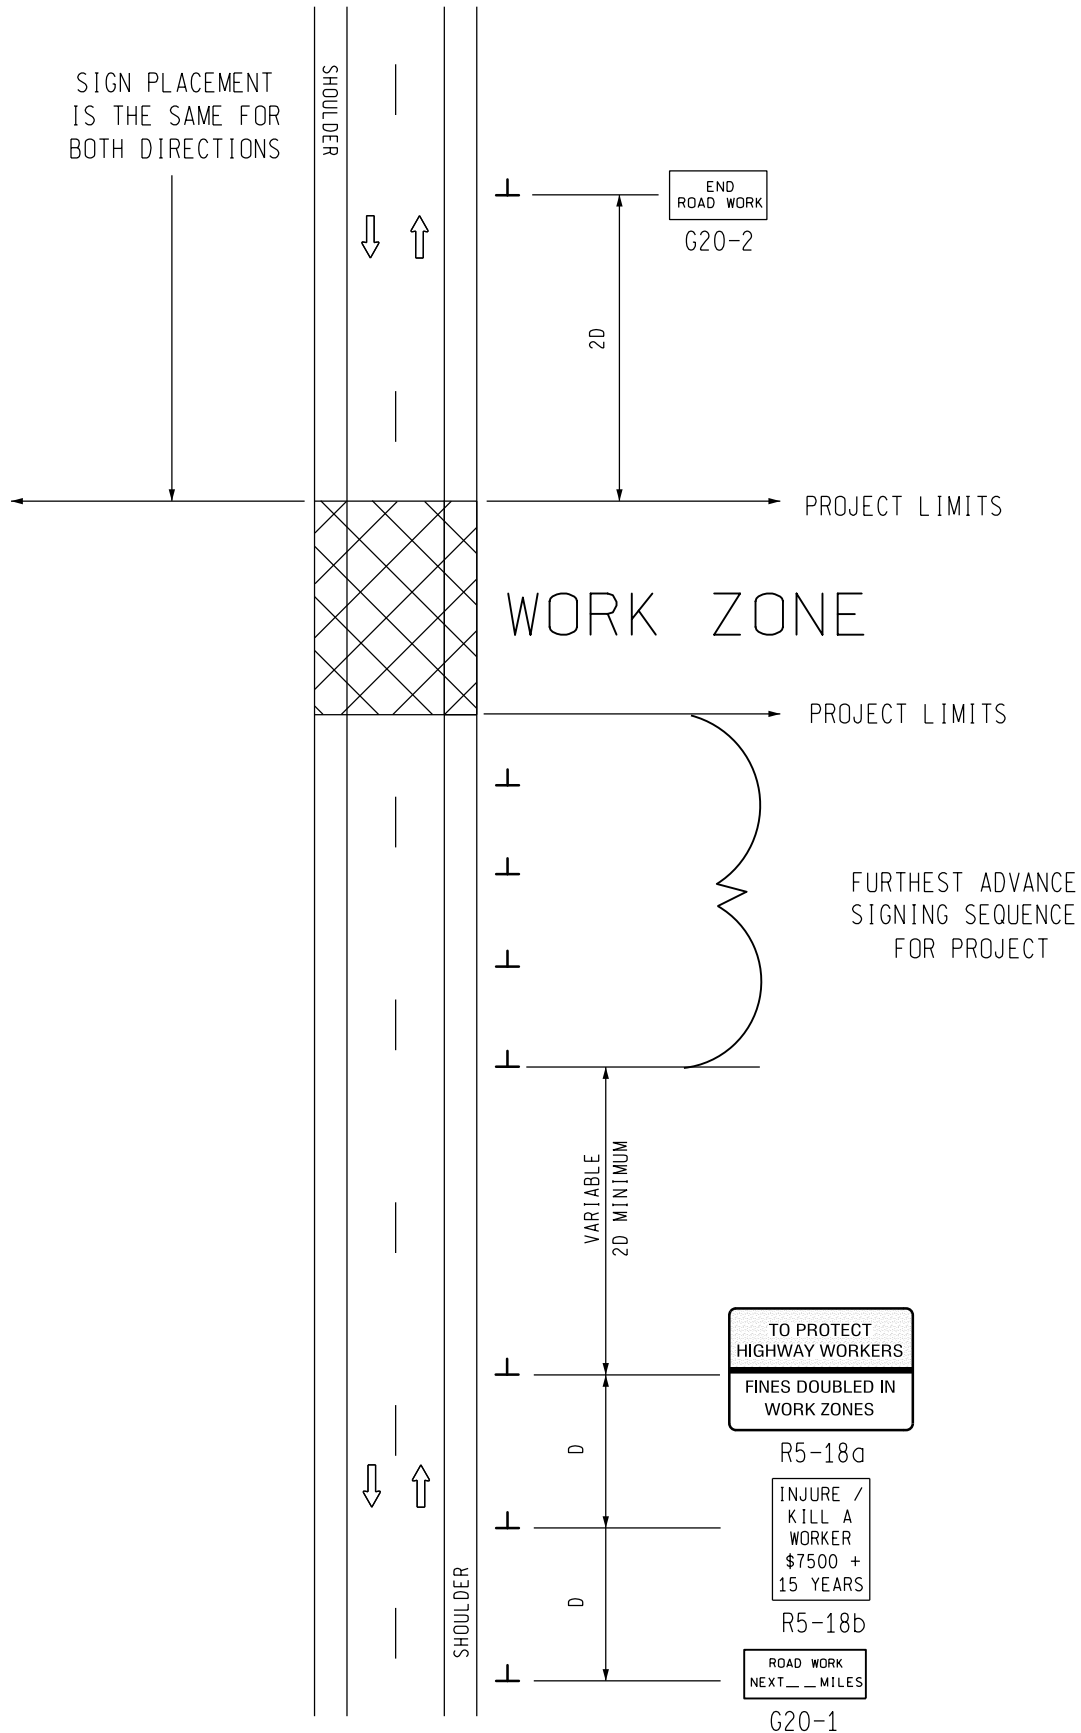 SIGN PLACEMENT
IS THE SAME FOR
BOTH DIRECTIONS
SHOULDER
END
ROAD WORK
G20-2
2D
PROJECT LIMITS
WORK ZONE
PROJECT LIMITS
FURTHEST ADVANCE
SIGNING SEQUENCE
FOR PROJECT
VARIABLE
2D MINIMUM
TO PROTECT
HIGHWAY WORKERS
FINES DOUBLED IN
WORK ZONES
R5-18a
D
INJURE /
KILL A
WORKER
$7500 +
15 YEARS
R5-18b
D
SHOULDER
ROAD WORK
NEXT__ __MILES
G20-1